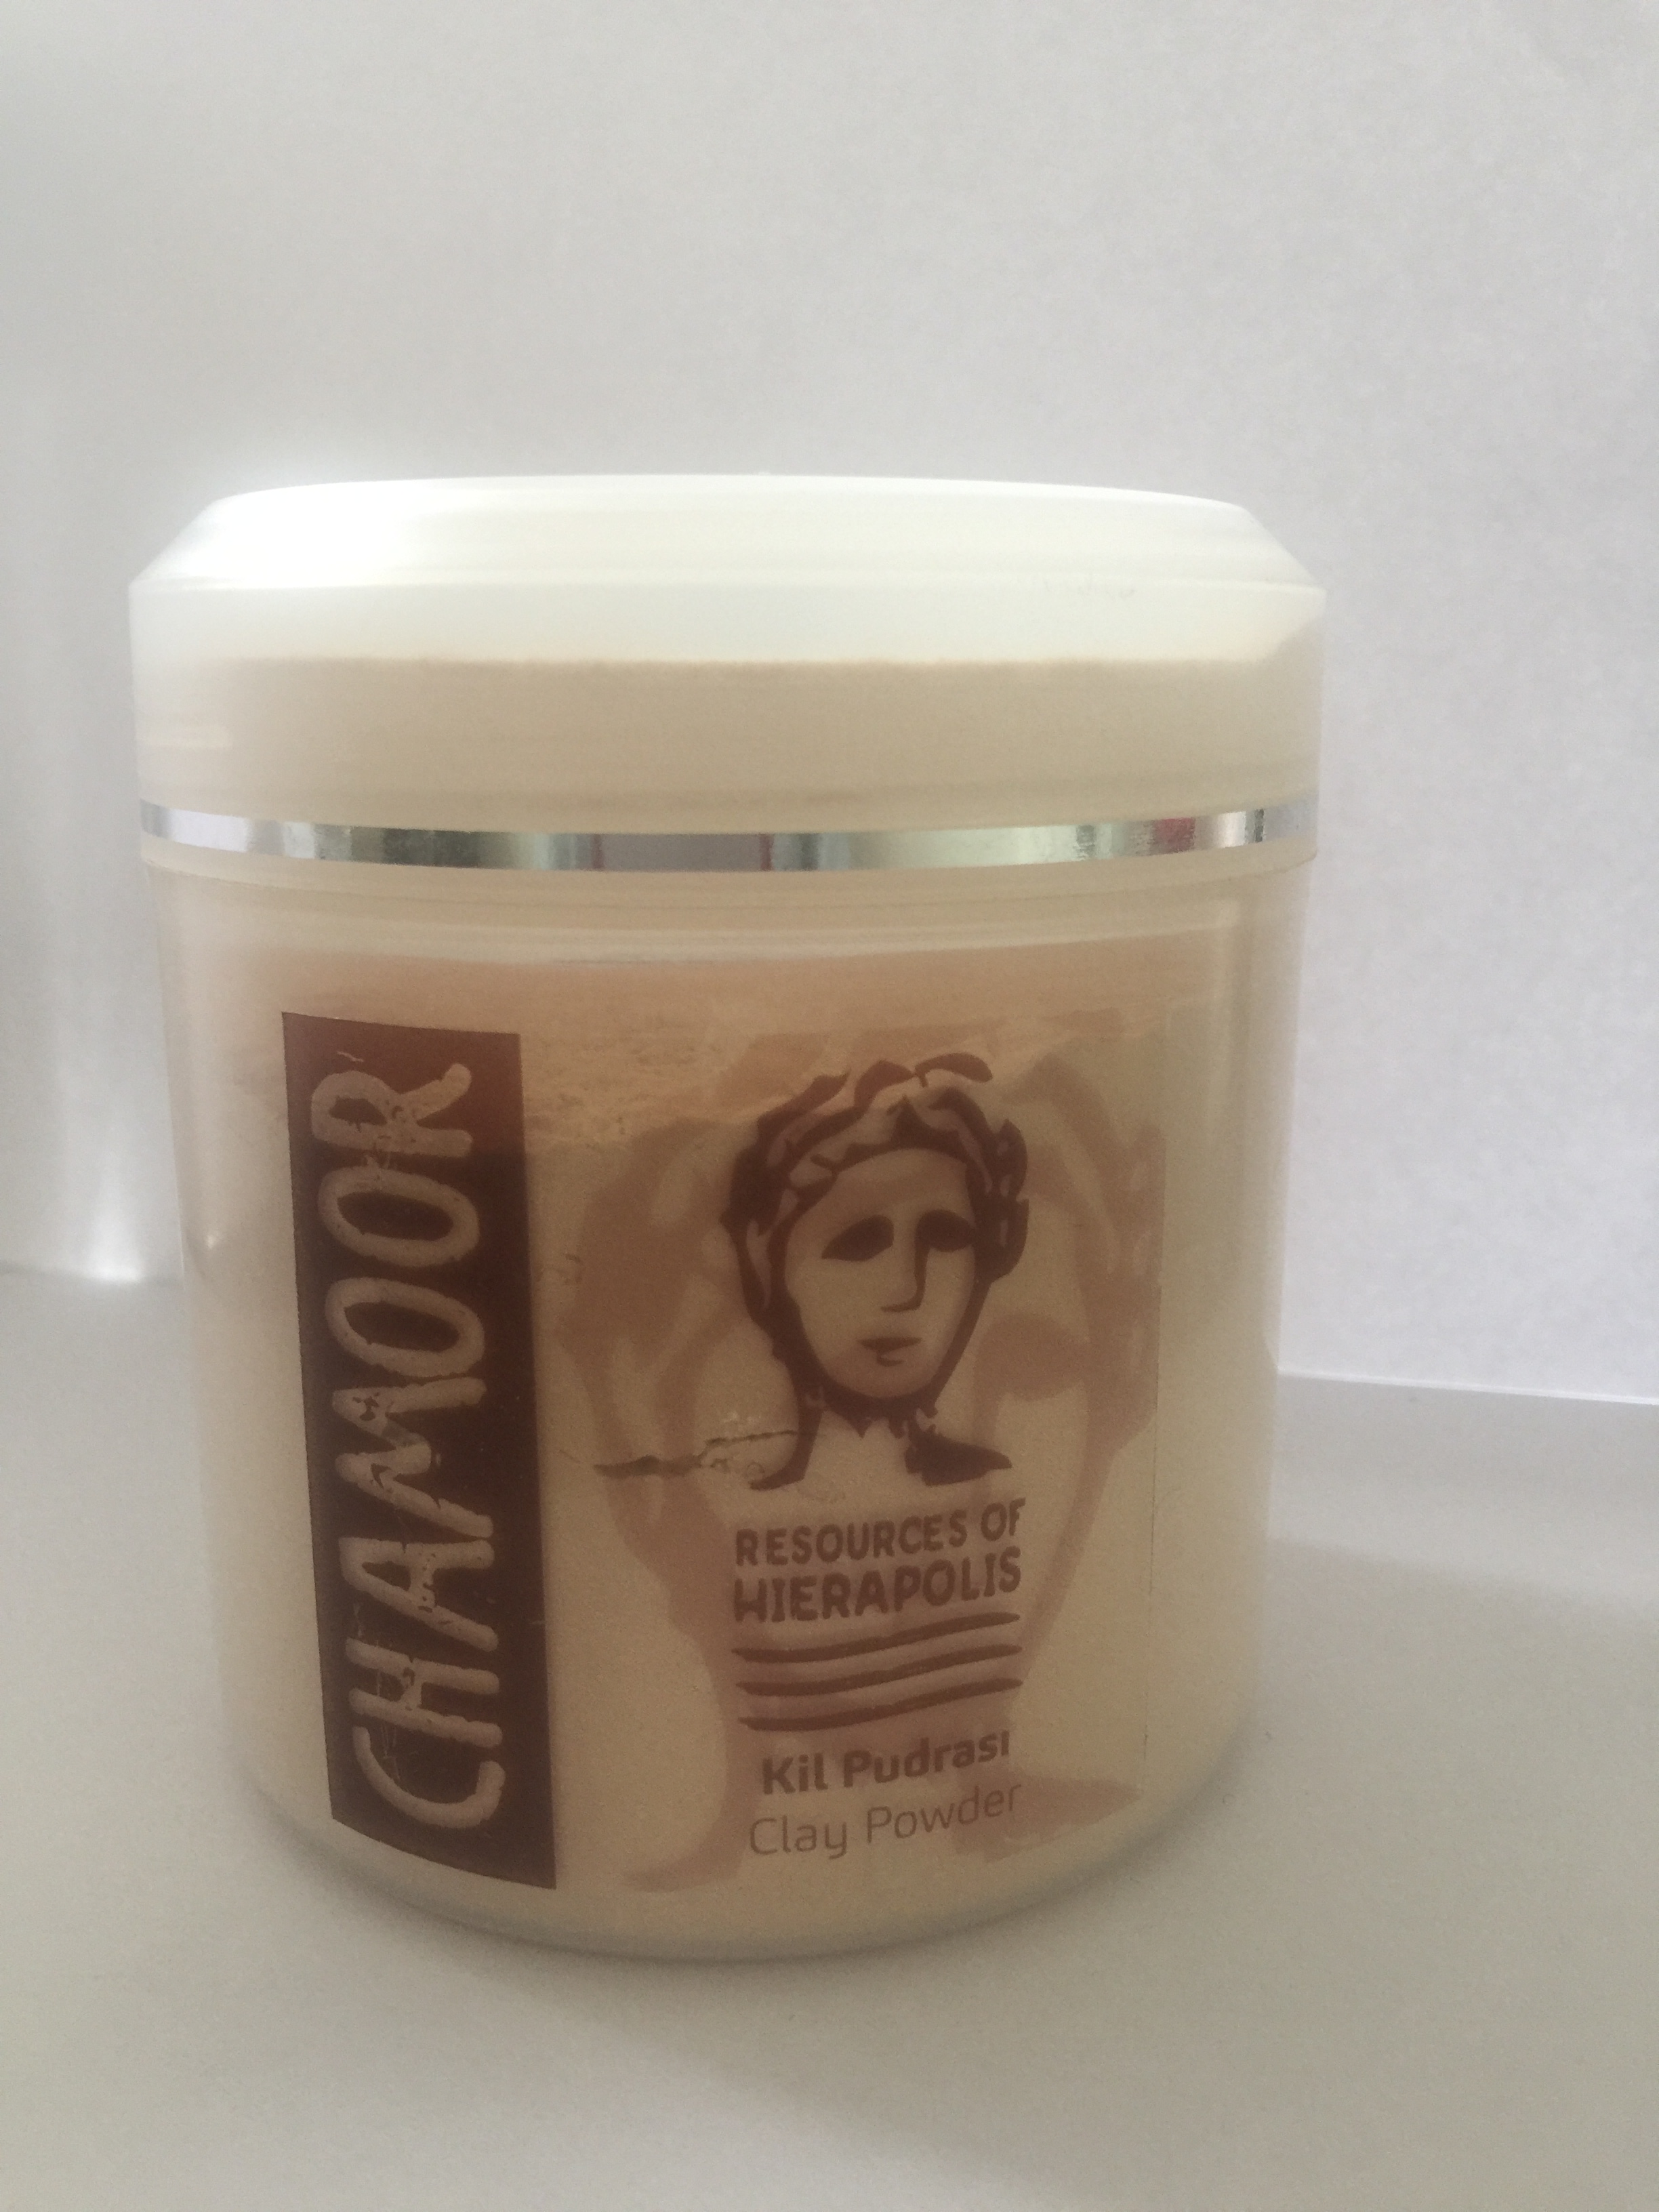 CHAMOOR
RESOURCES OF
HIERAPOLIS
Kil Pudrası
Clay Powder